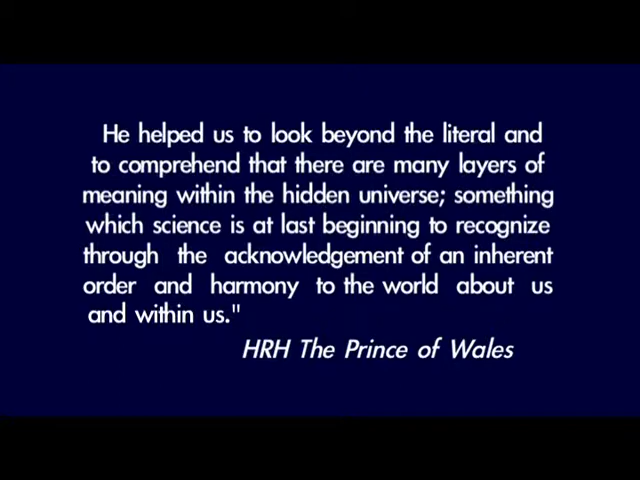 He helped us to look beyond the literal and
to comprehend that there are many layers of
meaning within the hidden universe; something
which science is at last beginning to recognize
through the acknowledgement of an inherent
order and harmony to the world about us
and within us."
HRH The Prince of Wales